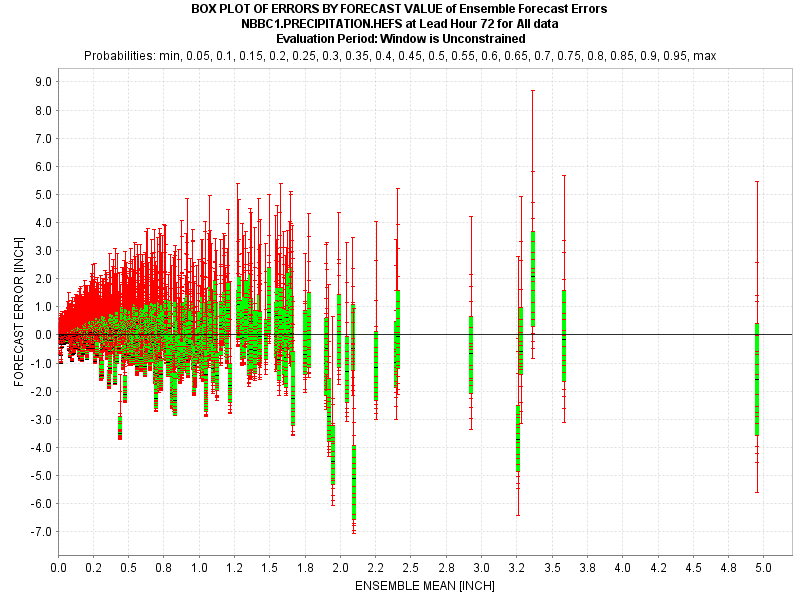 BOX PLOT OF ERRORS BY FORECAST VALUE of Ensemble Forecast Errors
NBBC1.PRECIPITATION.HEFS at Lead Hour 72 for All data
Evaluation Period: Window is Unconstrained
Probabilities: min, 0.05, 0.1, 0.15, 0.2, 0.25, 0.3, 0.35, 0.4, 0.45, 0.5, 0.55, 0.6, 0.65, 0.7, 0.75, 0.8, 0.85, 0.9, 0.95, max
9.0
8.0
7.0
6.0
5.0
4.0
3.0
2.0
1.0
0.0
-1.0
-2.0
-3.0
-4.0
-5.0
-6.0
-7.0
FORECAST ERROR [INCH]
0.0 0.2 0.5 0.8 1.0 1.2 1.5 1.8 2.0 2.2 2.5 2.8 3.0 3.2 3.5 3.8 4.0 4.2 4.5 4.8 5.0
ENSEMBLE MEAN [INCH]